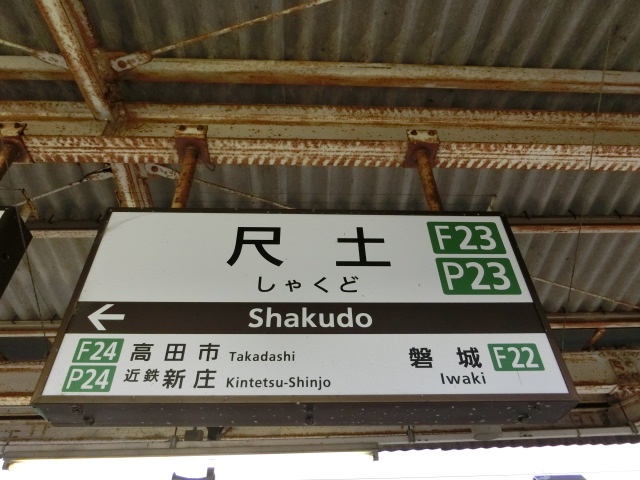 尺土 F23
しゃくど P23
← Shakudo
F24 高田市 Takadashi
P24 近鉄新庄 Kintetsu-Shinjo
磐城 F22
Iwaki